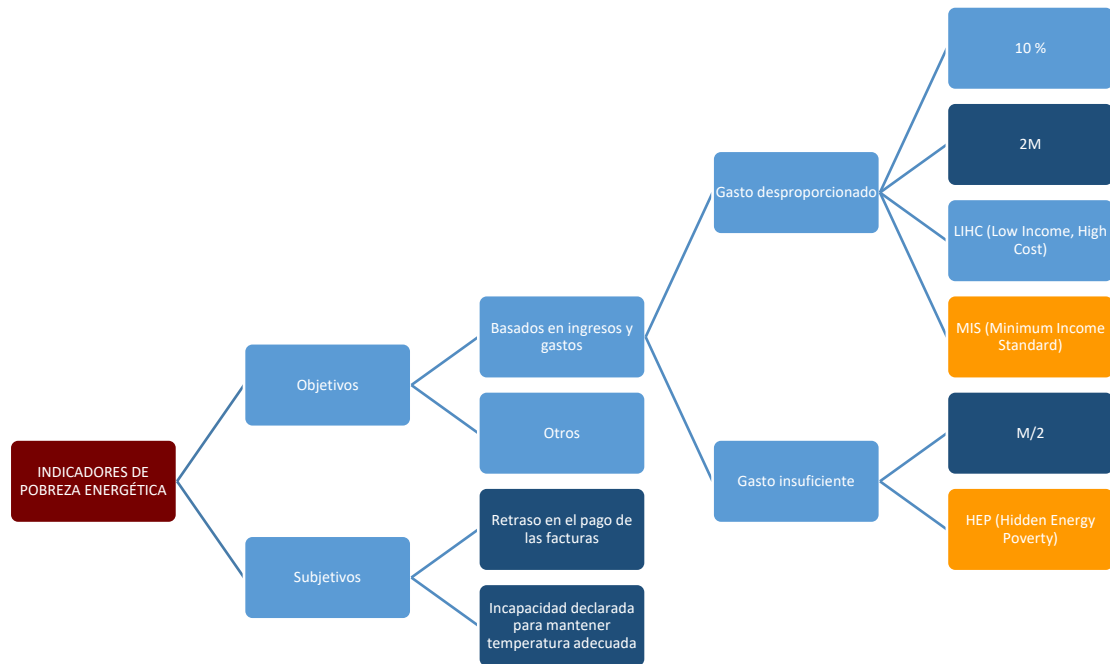 INDICADORES DE
POBREZA ENERGÉTICA
Objetivos
Subjetivos
Basados en ingresos y
gastos
Otros
Retraso en el pago de
las facturas
Incapacidad declarada
para mantener
temperatura adecuada
Gasto desproporcionado
Gasto insuficiente
10 %
2M
LIHC (Low Income, High
Cost)
MIS (Minimum Income
Standard)
M/2
HEP (Hidden Energy
Poverty)